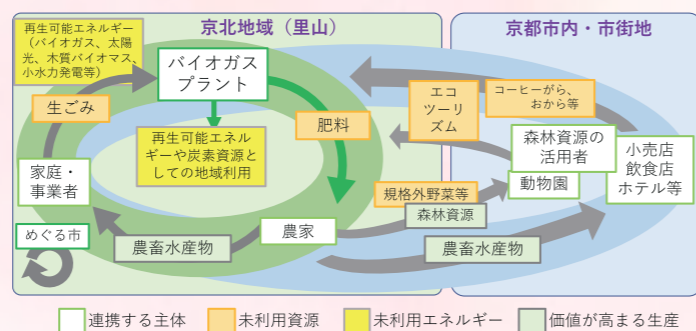 京北地域（里山）
京都市内・市街地
再生可能エネルギー
（バイオガス、太陽
光、木質バイオマス、
小水力発電等）
バイオガス
プラント
生ごみ
肥料
エコ
ツーリ
ズム
コーヒーがら、
おから等
再生可能エネル
ギーや炭素資源と
しての地域利用
森林資源の
活用者
動物園
小売店
飲食店
ホテル等
家庭・
事業者
規格外野菜等
森林資源
めぐる市
農畜水産物
農家
農畜水産物
連携する主体
未利用資源
未利用エネルギー
価値が高まる生産